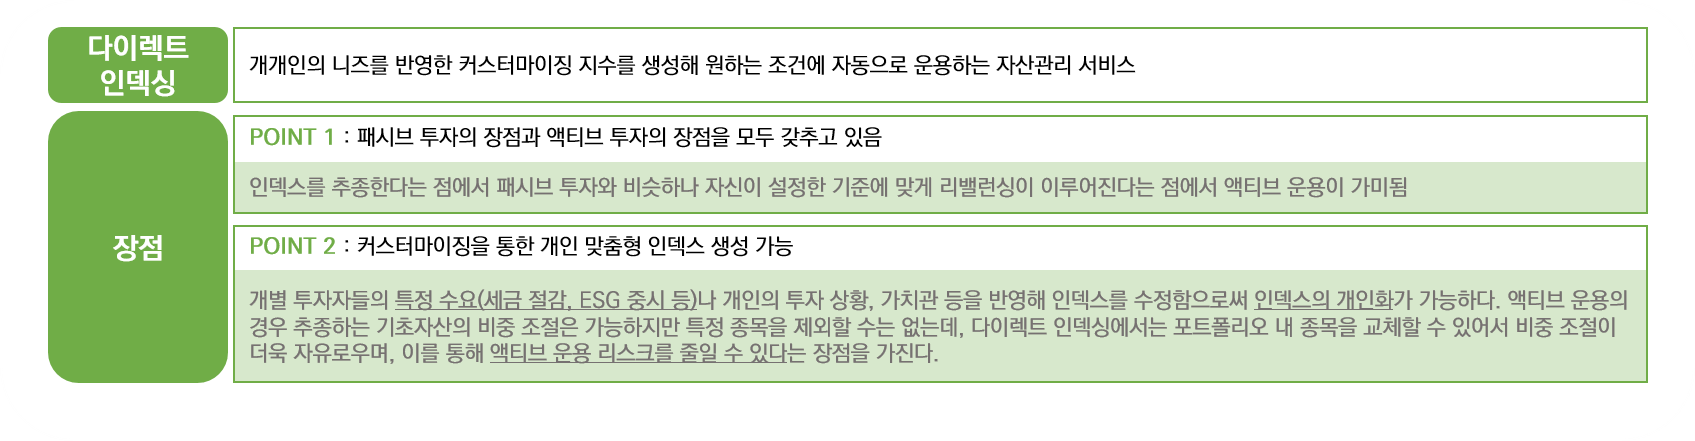 다이렉트
인덱싱
개개인의 니즈를 반영한 커스터마이징 지수를 생성해 원하는 조건에 자동으로 운용하는 자산관리 서비스
장점
POINT 1 : 패시브 투자의 장점과 액티브 투자의 장점을 모두 갖추고 있음
인덱스를 추종한다는 점에서 패시브 투자와 비슷하나 자신이 설정한 기준에 맞게 리밸런싱이 이루어진다는 점에서 액티브 운용이 가미됨
POINT 2 : 커스터마이징을 통한 개인 맞춤형 인덱스 생성 가능
개별 투자자들의 특정 수요(세금 절감, ESG 중시 등)나 개인의 투자 상황, 가치관 등을 반영해 인덱스를 수정함으로써 인덱스의 개인화가 가능하다. 액티브 운용의
경우 추종하는 기초자산의 비중 조절은 가능하지만 특정 종목을 제외할 수는 없는데, 다이렉트 인덱싱에서는 포트폴리오 내 종목을 교체할 수 있어서 비중 조절이
더욱 자유로우며, 이를 통해 액티브 운용 리스크를 줄일 수 있다는 장점을 가진다.